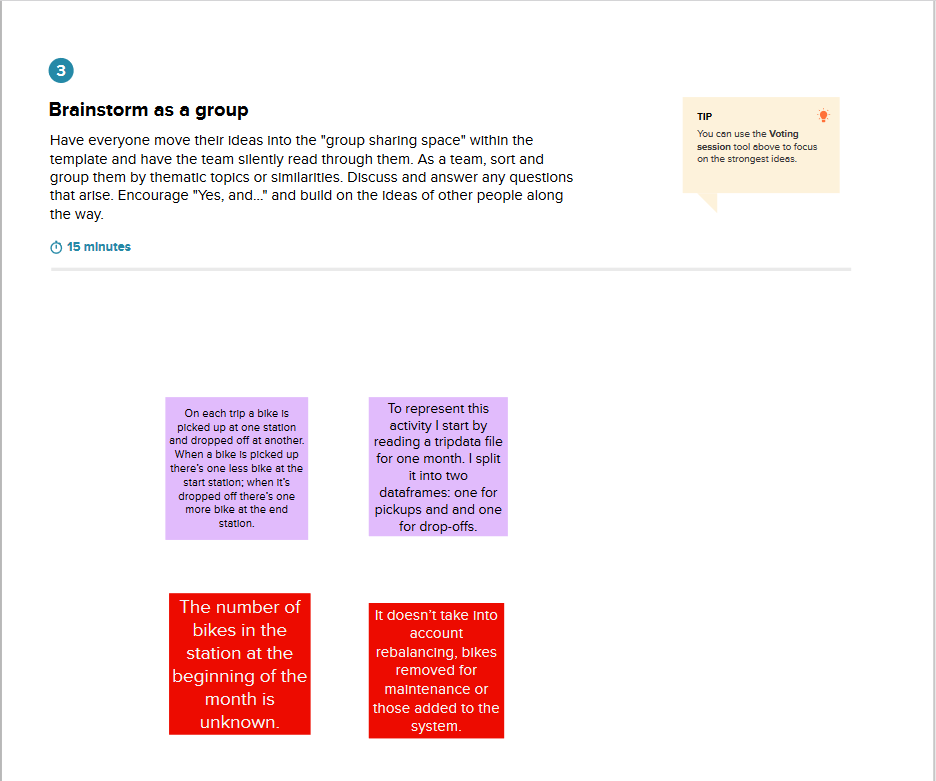 3
Brainstorm as a group
Have everyone move their ideas into the "group sharing space" within the
template and have the team silently read through them. As a team, sort and
group them by thematic topics or similarities. Discuss and answer any questions
that arise. Encourage "Yes, and..." and build on the ideas of other people along
the way.
15 minutes
TIP
You can use the Voting
session tool above to focus
on the strongest ideas.
On each trip a bike is
picked up at one station
and dropped off at another.
When a bike is picked up
there's one less bike at the
start station; when it's
dropped off there's one
more bike at the end
station.
To represent this
activity I start by
reading a tripdata file
for one month. I split
it into two
dataframes: one for
pickups and and one
for drop-offs.
The number of
bikes in the
station at the
beginning of the
month is
unknown.
It doesn't take into
account
rebalancing, bikes
removed for
maintenance or
those added to the
system.